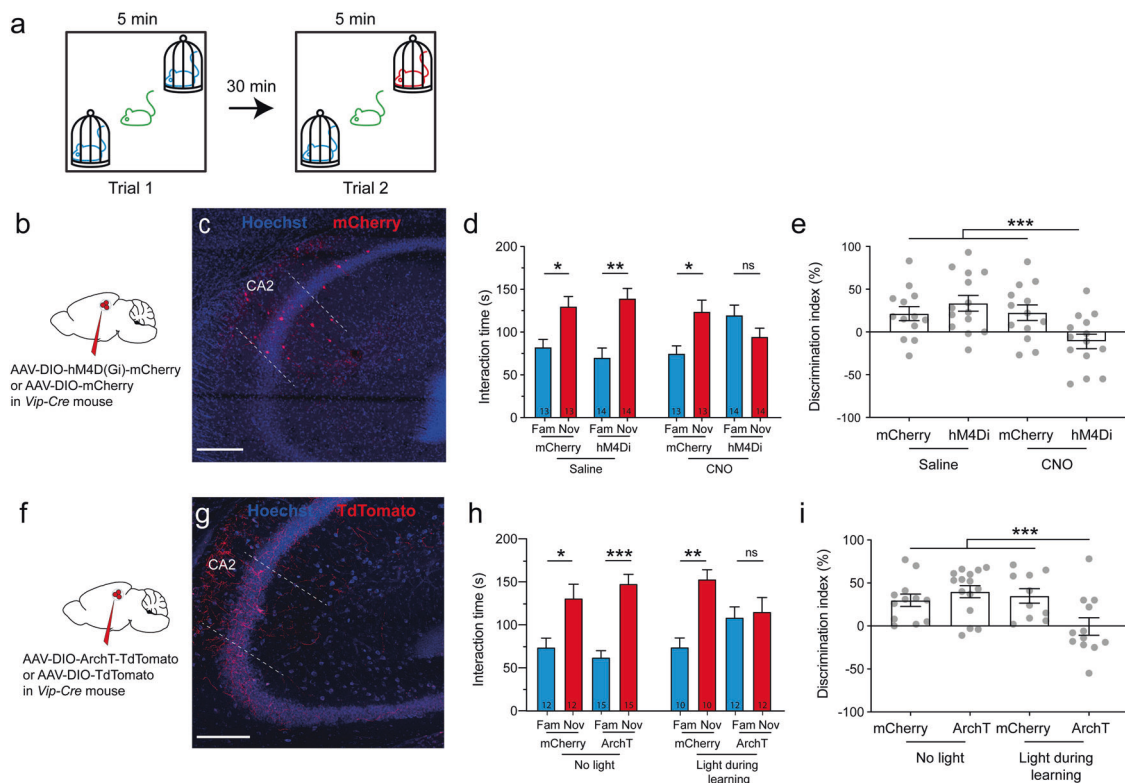 a
5 min
5 min
30 min
Trial 1
Trial 2
b
AAV-DIO-hM4D(Gi)-mCherry
or AAV-DIO-mCherry
in Vip-Cre mouse
c
Hoechst mCherry
CA2
d
Interaction time (s)
200
150
100
50
0
* ** * ns
13 13 14 14 13 13 14 14
Fam Nov Fam Nov Fam Nov Fam Nov
mCherry hM4Di mCherry hM4Di
Saline CNO
e
Discrimination index (%)
100
50
0
-50
-100
***
mCherry hM4Di mCherry hM4Di
Saline CNO
f
AAV-DIO-ArchT-TdTomato
or AAV-DIO-TdTomato
in Vip-Cre mouse
g
Hoechst TdTomato
CA2
h
Interaction time (s)
200
150
100
50
0
* *** ** ns
12 12 15 15 10 10 12 12
Fam Nov Fam Nov Fam Nov Fam Nov
mCherry ArchT mCherry ArchT
No light Light during
learning
i
Discrimination index (%)
100
50
0
-50
-100
***
mCherry ArchT mCherry ArchT
No light Light during
learning